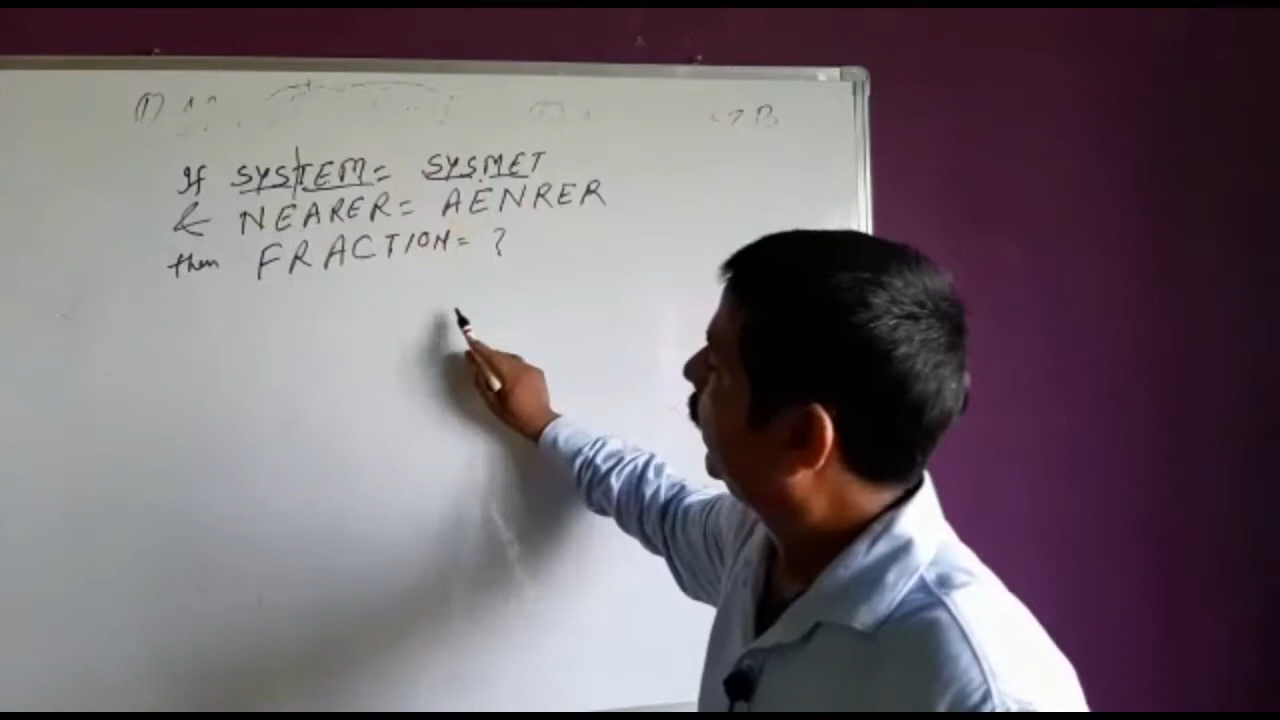 If SYSTEM = SYSMET
& NEARER = AENRER
then FRACTION = ?